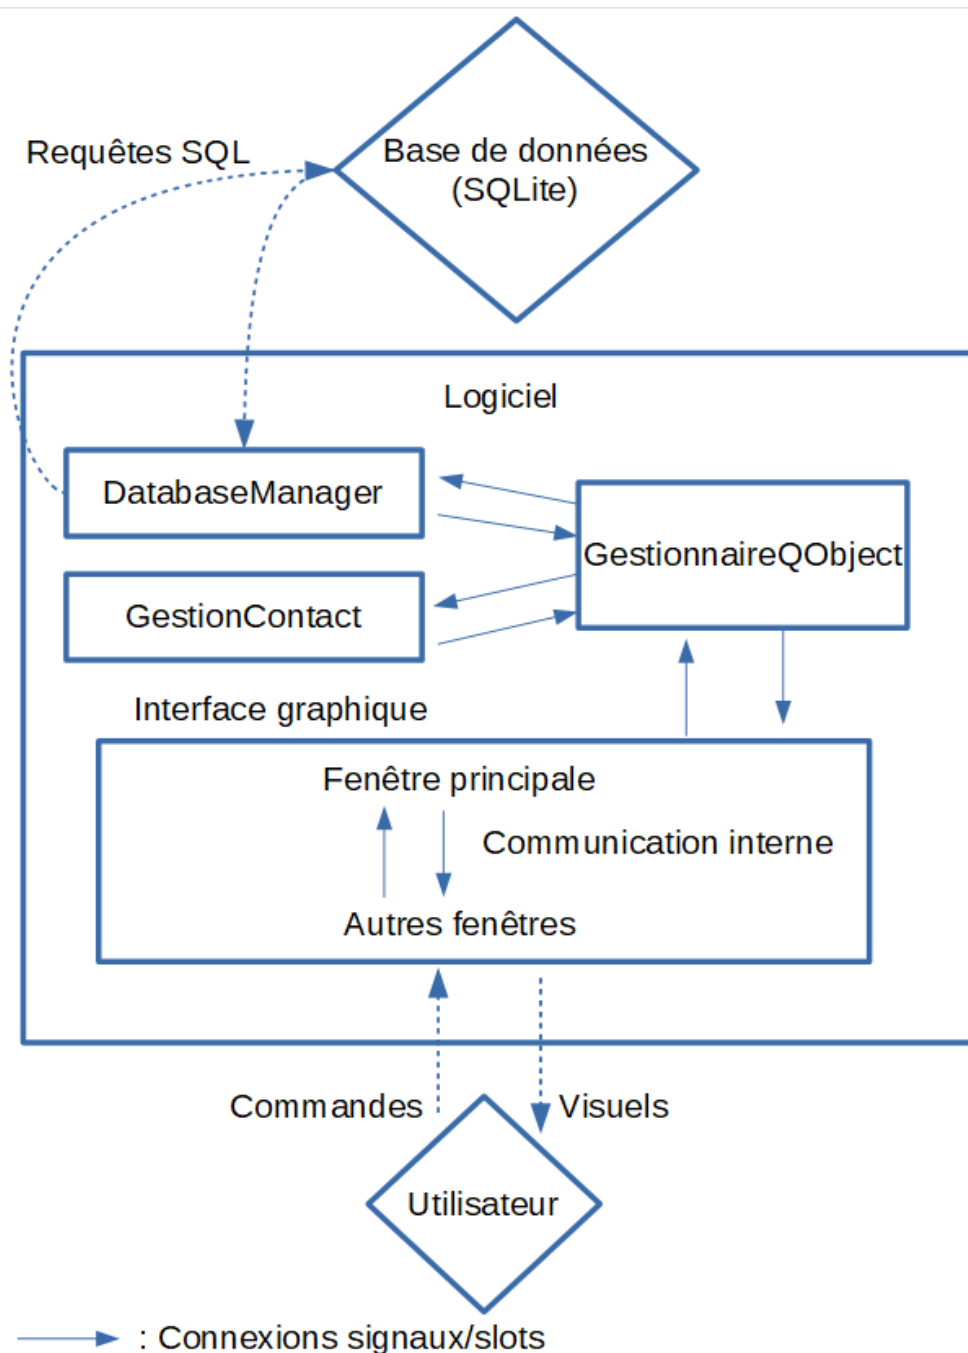 Base de données
(SQLite)
Requêtes SQL
Logiciel
DatabaseManager
GestionnaireQObject
GestionContact
Interface graphique
Fenêtre principale
Communication interne
Autres fenêtres
Commandes
Visuels
Utilisateur
: Connexions signaux/slots